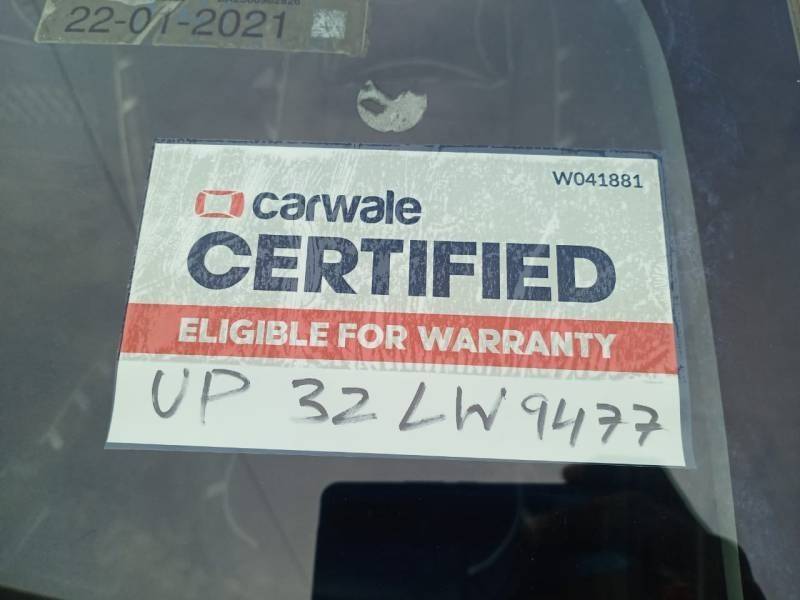 22-01-2021
W041881
carwale
CERTIFIED
ELIGIBLE FOR WARRANTY
UP 32 LW 9477